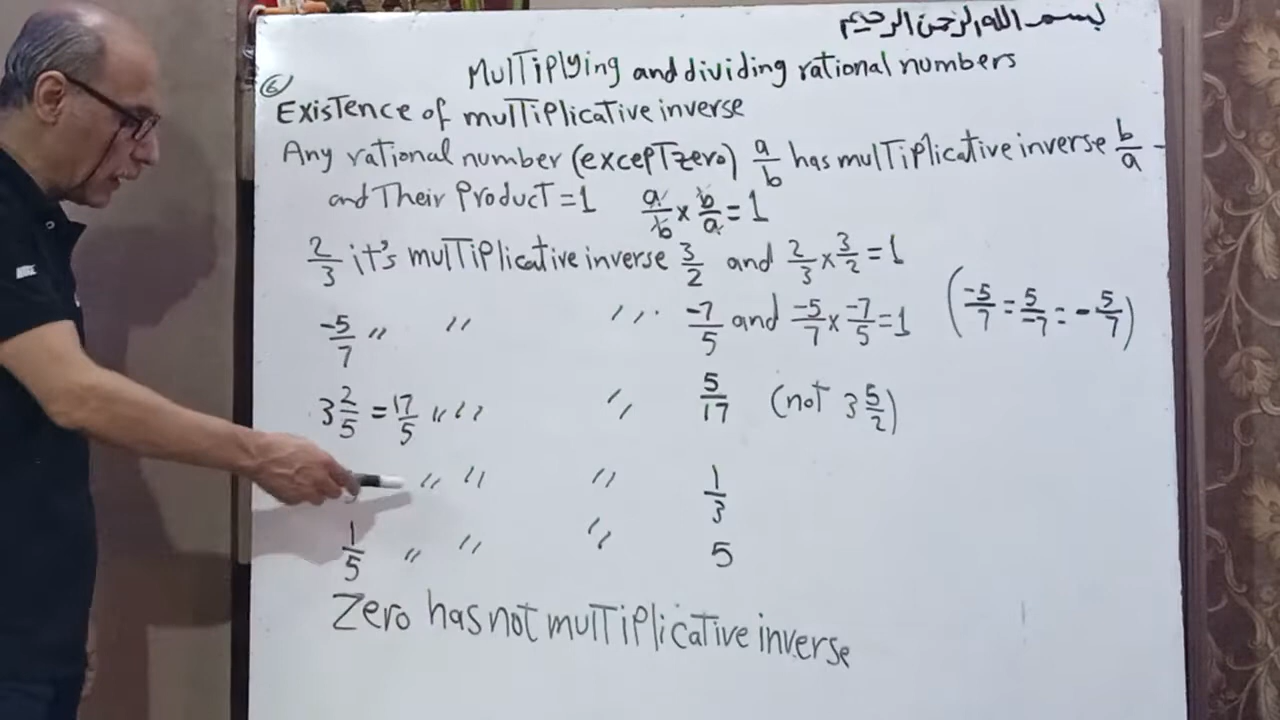 بسم الله الرحمن الرحيم
Multiplying and dividing rational numbers
⑥
Existence of multiplicative inverse
Any rational number (except zero) a/b has multiplicative inverse b/a
and Their Product = 1 a/b × b/a = 1
2/3 it's multiplicative inverse 3/2 and 2/3 × 3/2 = 1
-5/7 〃 〃 〃 -7/5 and -5/7 × -7/5 = 1 (-5/7 = 5/-7 = - 5/7)
3 2/5 = 17/5 〃 〃 〃 5/17 (not 3 5/2)
〃 〃 〃 1/3
1/5 〃 〃 〃 5
Zero has not multiplicative inverse